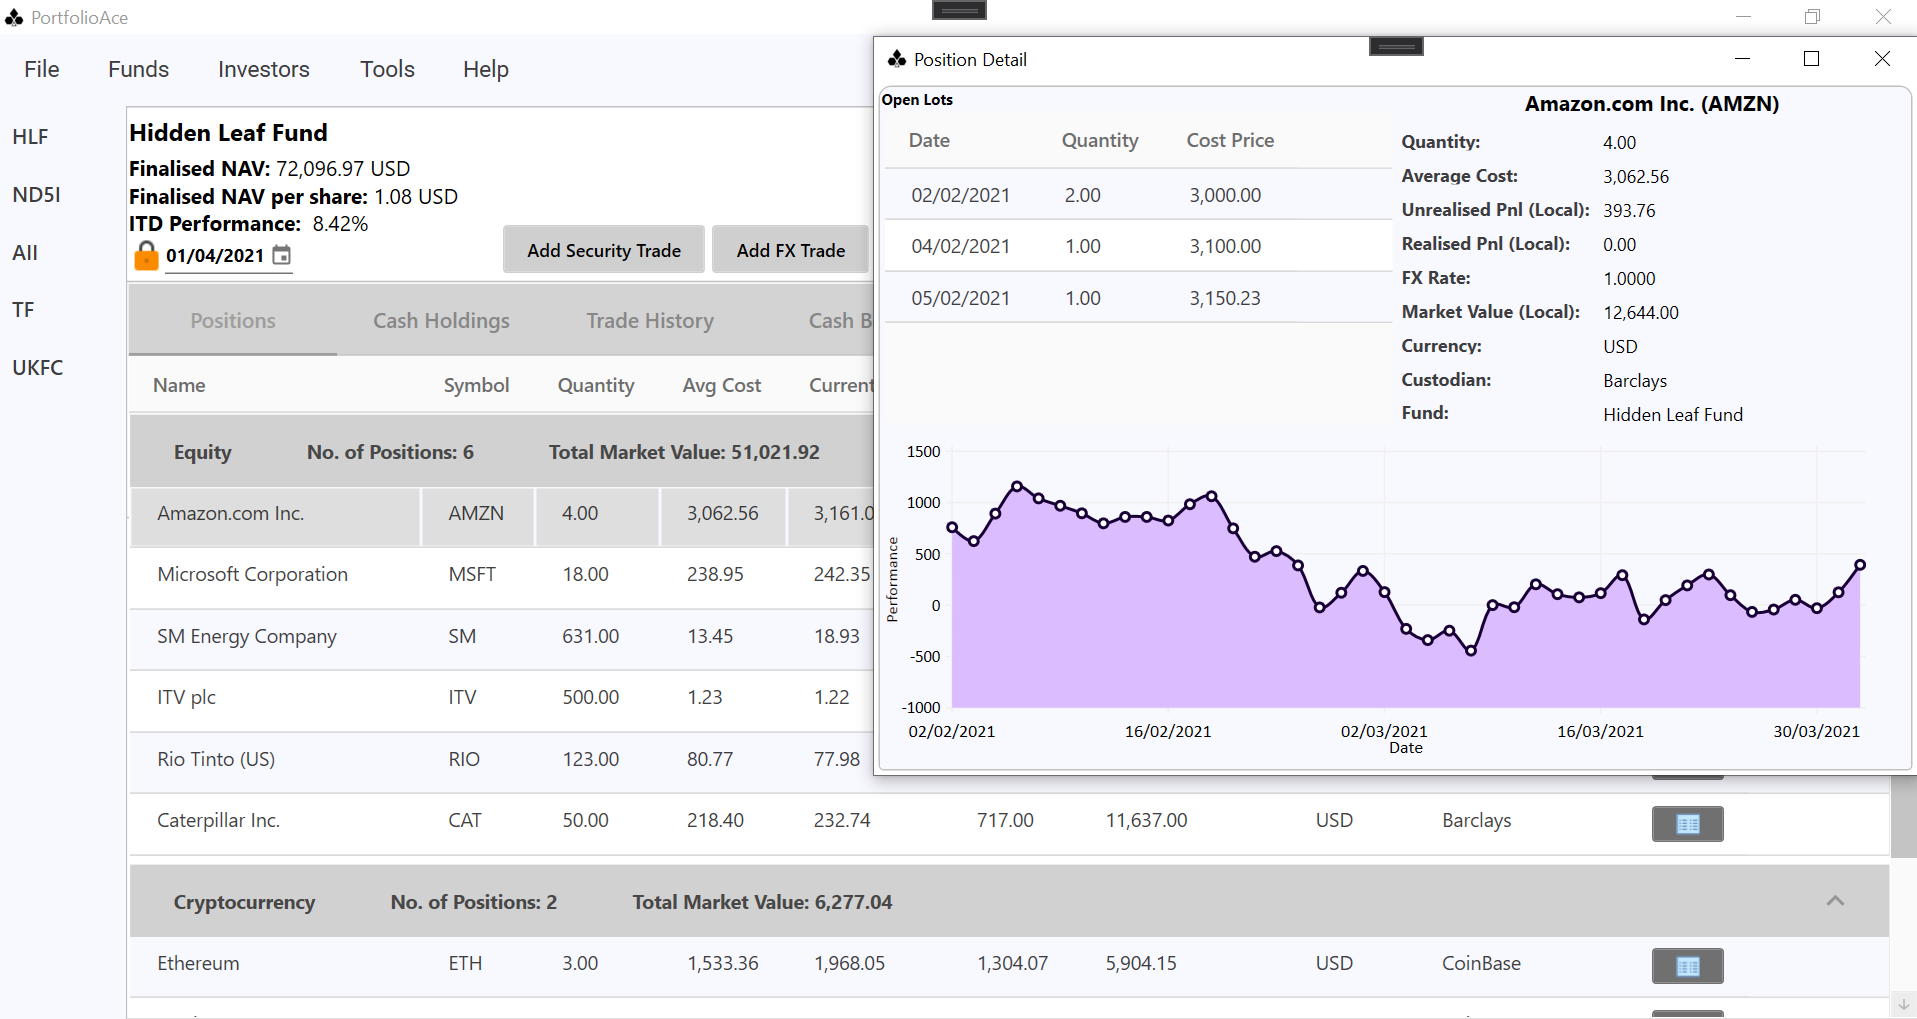 PortfolioAce
File Funds Investors Tools Help
HLF
ND5I
All
TF
UKFC
Hidden Leaf Fund
Finalised NAV: 72,096.97 USD
Finalised NAV per share: 1.08 USD
ITD Performance: 8.42%
01/04/2021
Add Security Trade Add FX Trade
Positions Cash Holdings Trade History Cash B
Name Symbol Quantity Avg Cost Current
Equity No. of Positions: 6 Total Market Value: 51,021.92
Amazon.com Inc. AMZN 4.00 3,062.56 3,161.0
Microsoft Corporation MSFT 18.00 238.95 242.35
SM Energy Company SM 631.00 13.45 18.93
ITV plc ITV 500.00 1.23 1.22
Rio Tinto (US) RIO 123.00 80.77 77.98
Caterpillar Inc. CAT 50.00 218.40 232.74 717.00 11,637.00 USD Barclays
Cryptocurrency No. of Positions: 2 Total Market Value: 6,277.04
Ethereum ETH 3.00 1,533.36 1,968.05 1,304.07 5,904.15 USD CoinBase
Position Detail
Open Lots
Date Quantity Cost Price
02/02/2021 2.00 3,000.00
04/02/2021 1.00 3,100.00
05/02/2021 1.00 3,150.23
Amazon.com Inc. (AMZN)
Quantity: 4.00
Average Cost: 3,062.56
Unrealised Pnl (Local): 393.76
Realised Pnl (Local): 0.00
FX Rate: 1.0000
Market Value (Local): 12,644.00
Currency: USD
Custodian: Barclays
Fund: Hidden Leaf Fund
1500
1000
500
0
-500
-1000
Performance
02/02/2021 16/02/2021 02/03/2021 16/03/2021 30/03/2021
Date